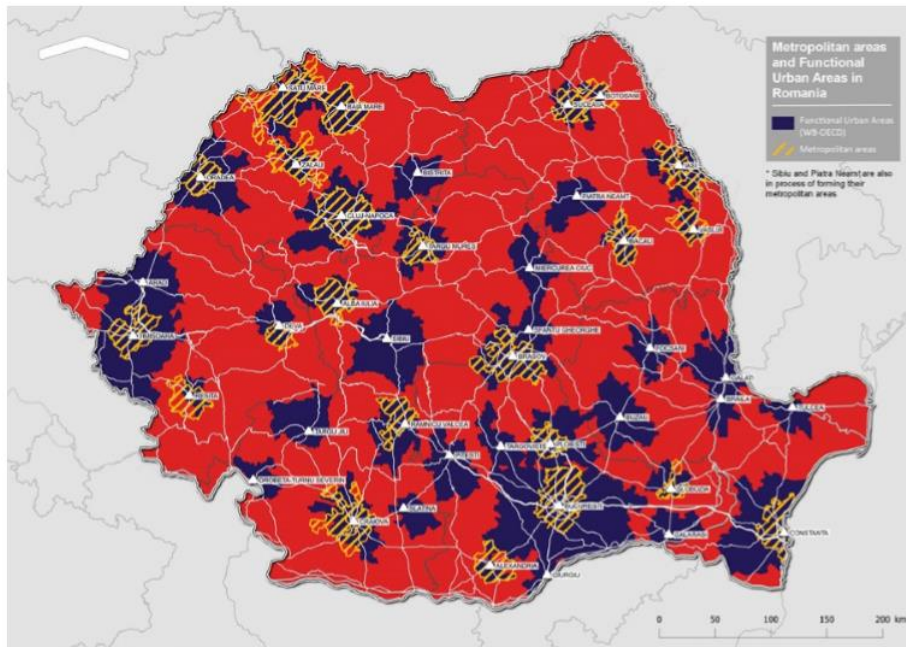 Metropolitan areas
and Functional
Urban Areas in
Romania
Functional Urban Areas
(WB-OECD)
Metropolitan areas
* Sibiu and Piatra Neamț are also
in process of forming their
metropolitan areas
SATU MARE
BAIA MARE
SUCEAVA
BOTOSANI
ZALAU
ORADEA
BISTRITA
IASI
PIATRA NEAMT
CLUJ-NAPOCA
TARGU MURES
BACAU
VASLUI
MIERCUREA CIUC
ARAD
ALBA IULIA
DEVA
TIMISOARA
SIBIU
SFANTU GHEORGHE
BRASOV
FOCSANI
GALATI
RESITA
BRAILA
TULCEA
RAMNICU VALCEA
BUZAU
TARGU JIU
PITESTI
PLOIESTI
DROBETA-TURNU SEVERIN
SLOBOZIA
SLATINA
BUCURESTI
CRAIOVA
CALARASI
CONSTANTA
ALEXANDRIA
GIURGIU
0 50 100 150 200 km